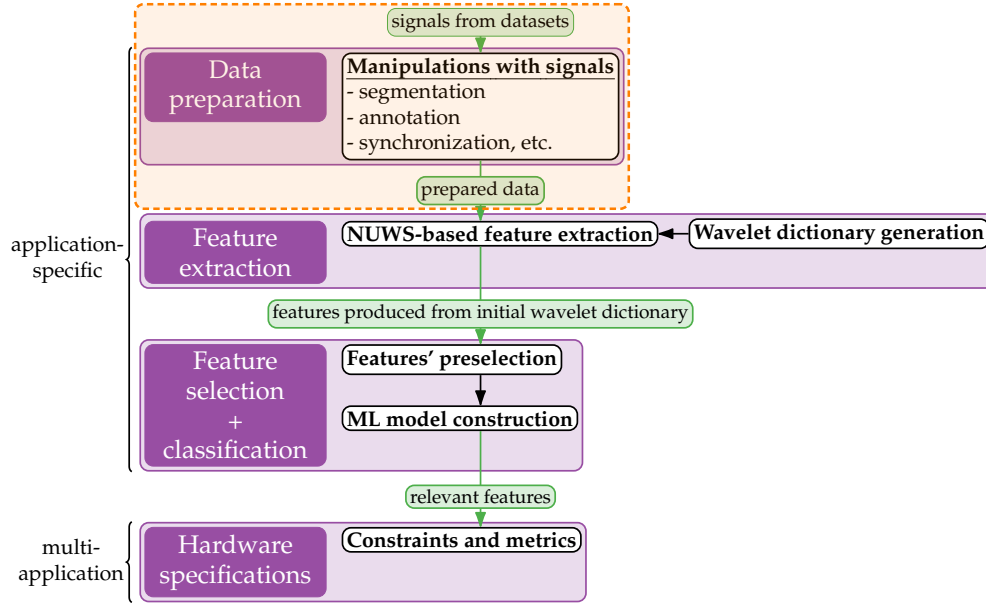 signals from datasets
Data
preparation
Manipulations with signals
- segmentation
- annotation
- synchronization, etc.
prepared data
application-
specific
Feature
extraction
NUWS-based feature extraction
Wavelet dictionary generation
features produced from initial wavelet dictionary
Feature
selection
+
classification
Features’ preselection
ML model construction
relevant features
multi-
application
Hardware
specifications
Constraints and metrics